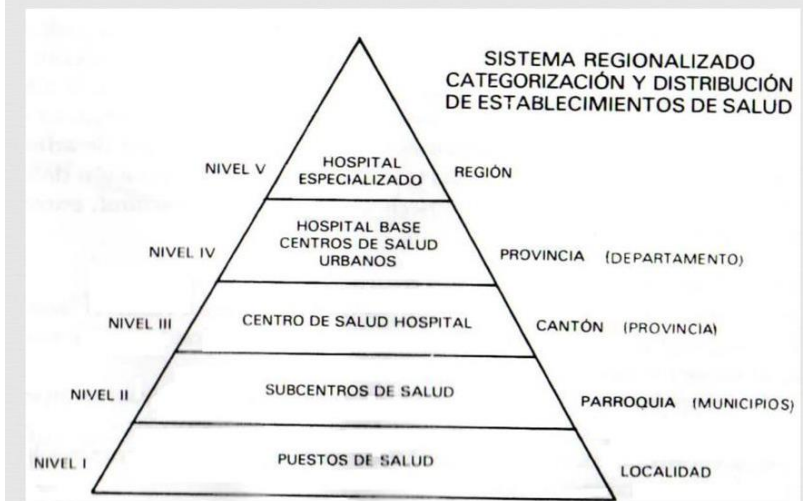 SISTEMA REGIONALIZADO
CATEGORIZACIÓN Y DISTRIBUCIÓN
DE ESTABLECIMIENTOS DE SALUD
NIVEL V
HOSPITAL
ESPECIALIZADO
REGIÓN
NIVEL IV
HOSPITAL BASE
CENTROS DE SALUD
URBANOS
PROVINCIA (DEPARTAMENTO)
NIVEL III
CENTRO DE SALUD HOSPITAL
CANTÓN (PROVINCIA)
NIVEL II
SUBCENTROS DE SALUD
PARROQUIA (MUNICIPIOS)
NIVEL I
PUESTOS DE SALUD
LOCALIDAD